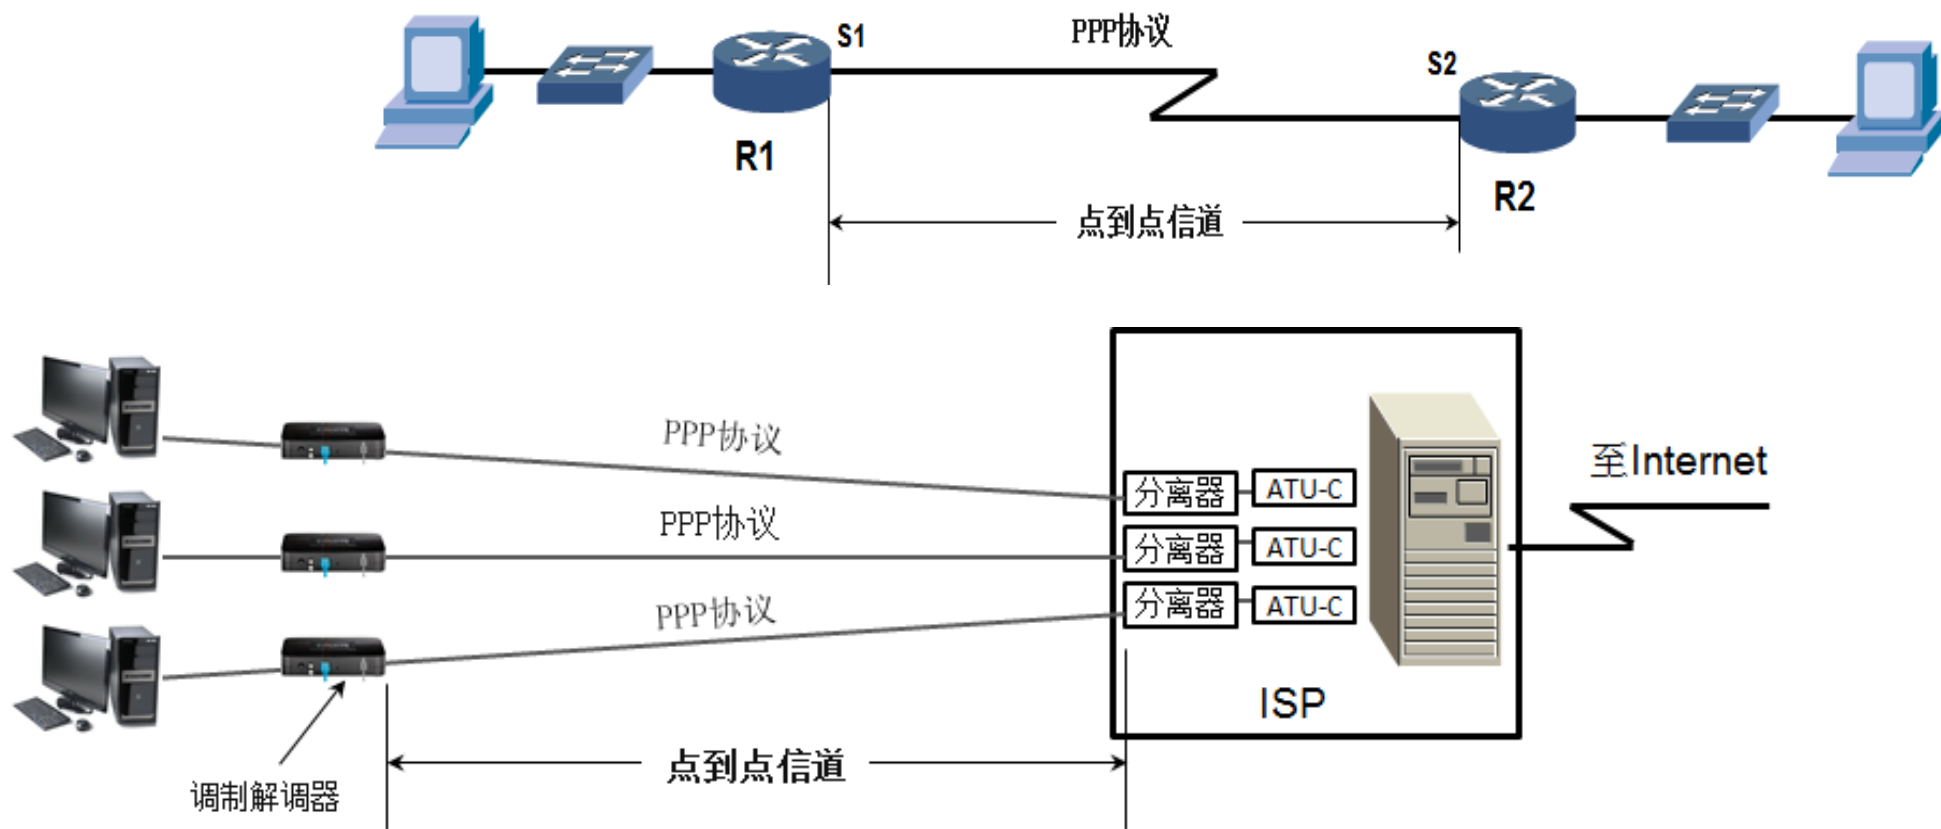 S1
PPP协议
S2
R1
R2
点到点信道
PPP协议
分离器
ATU-C
至Internet
PPP协议
分离器
ATU-C
PPP协议
分离器
ATU-C
ISP
点到点信道
调制解调器